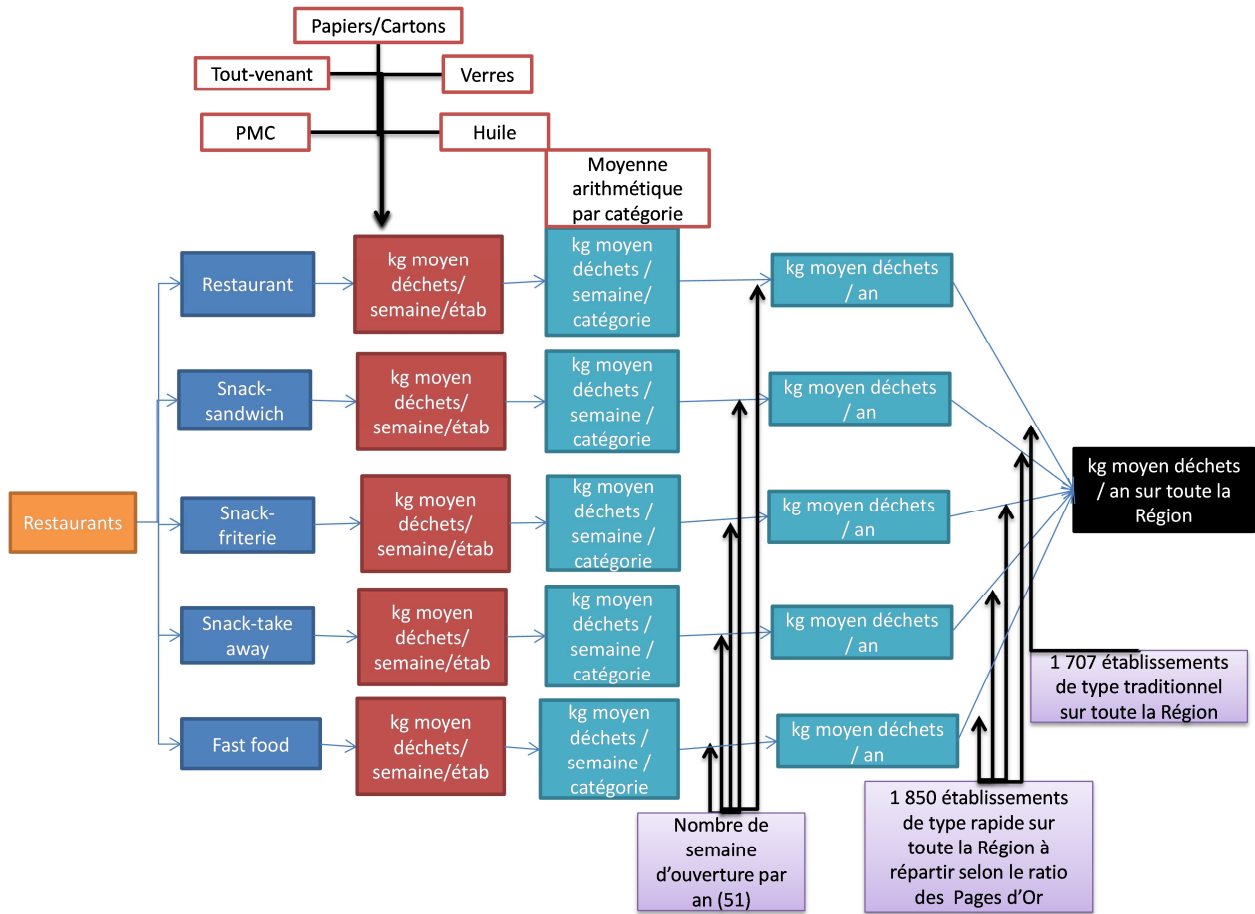 Papiers/Cartons
Tout-venant
Verres
PMC
Huile
Moyenne
arithmétique
par catégorie
Restaurants
Restaurant
kg moyen
déchets/
semaine/étab
kg moyen
déchets /
semaine/
catégorie
kg moyen déchets
/ an
Snack-
sandwich
kg moyen
déchets/
semaine/étab
kg moyen
déchets /
semaine /
catégorie
kg moyen déchets
/ an
Snack-
friterie
kg moyen
déchets/
semaine/étab
kg moyen
déchets /
semaine /
catégorie
kg moyen déchets
/ an
Snack-take
away
kg moyen
déchets/
semaine/étab
kg moyen
déchets /
semaine /
catégorie
kg moyen déchets
/ an
Fast food
kg moyen
déchets/
semaine/étab
kg moyen
déchets /
semaine /
catégorie
kg moyen déchets
/ an
kg moyen déchets
/ an sur toute la
Région
1 707 établissements
de type traditionnel
sur toute la Région
1 850 établissements
de type rapide sur
toute la Région à
répartir selon le ratio
des Pages d’Or
Nombre de
semaine
d’ouverture par
an (51)